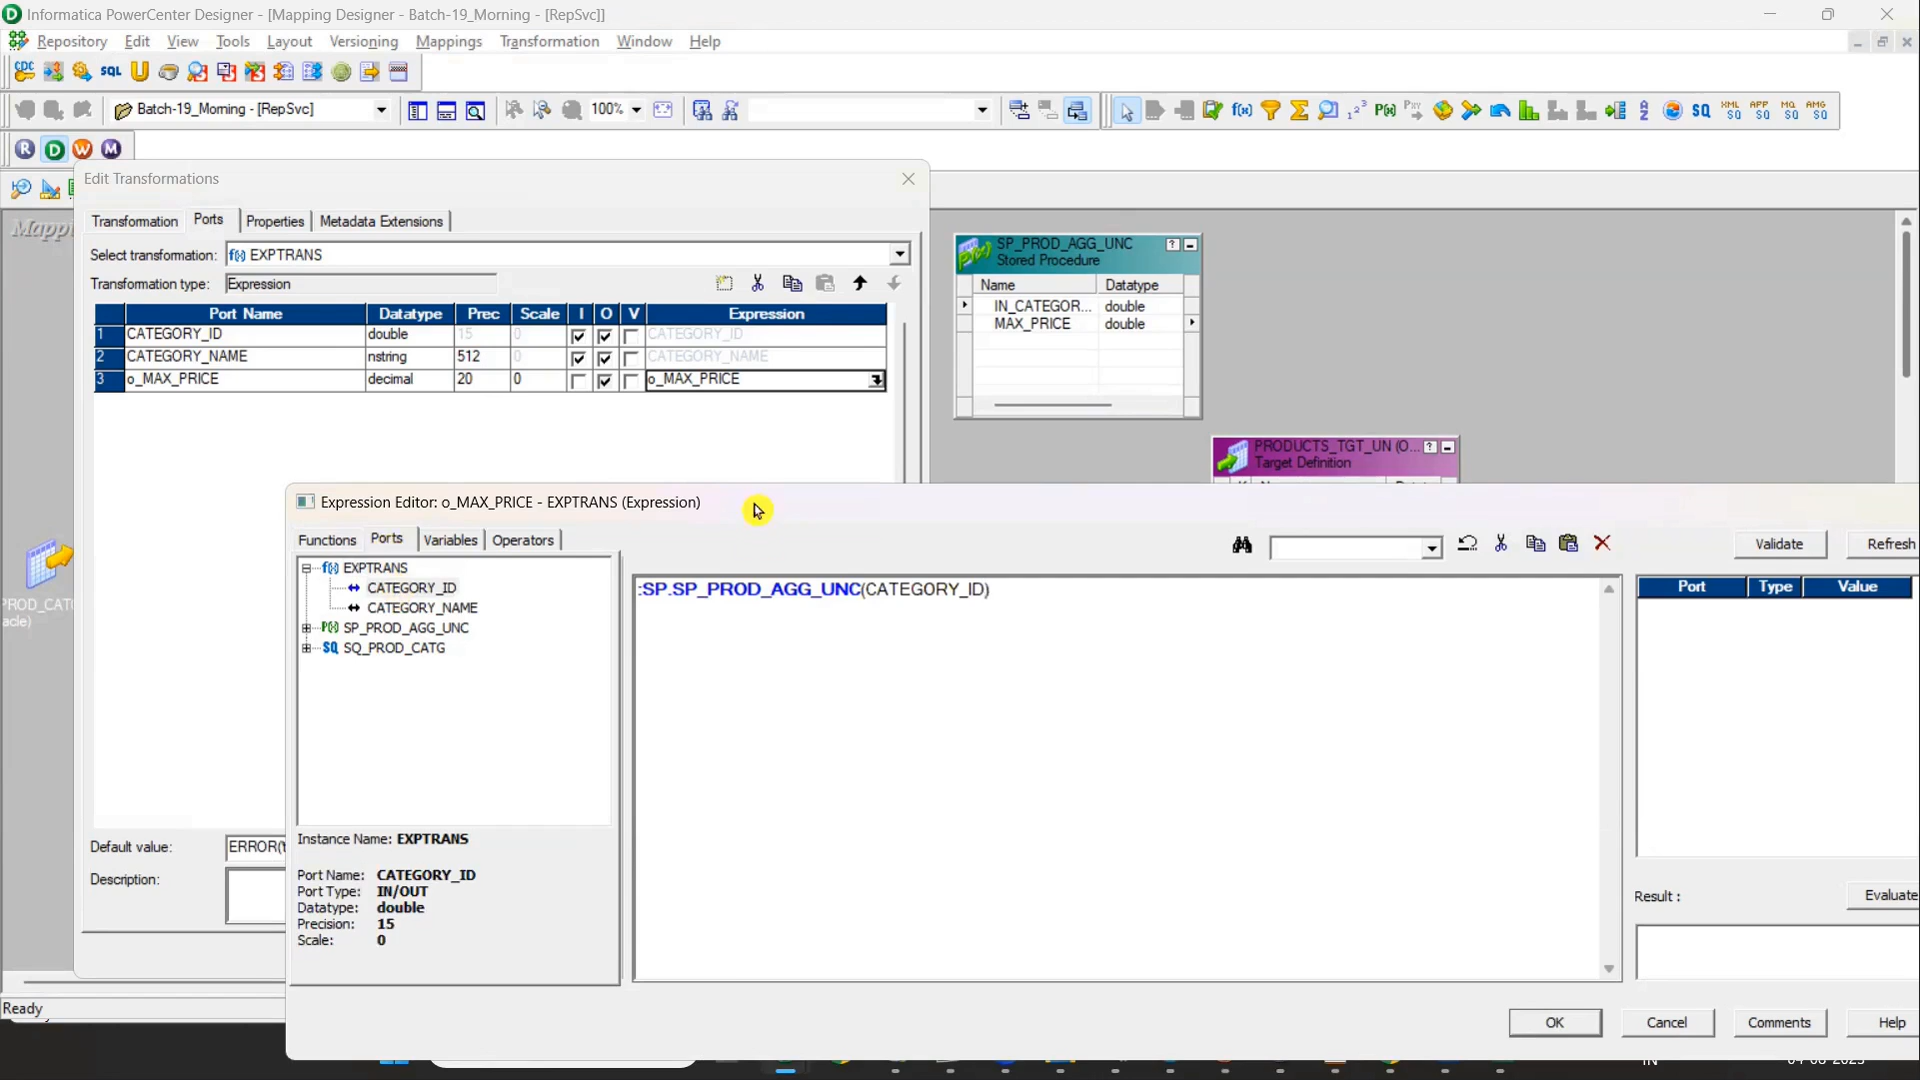 Informatica PowerCenter Designer - [Mapping Designer - Batch-19_Morning - [RepSvc]]
Repository Edit View Tools Layout Versioning Mappings Transformation Window Help
CDC SQL
Batch-19_Morning - [RepSvc] 100%
R D W M
Edit Transformations
Transformation Ports Properties Metadata Extensions
Select transformation: f(x) EXPTRANS
Transformation type: Expression
Port Name Datatype Prec Scale I O V Expression
1 CATEGORY_ID double 15 0 CATEGORY_ID
2 CATEGORY_NAME nstring 512 0 CATEGORY_NAME
3 o_MAX_PRICE decimal 20 0 o_MAX_PRICE
Default value: ERROR(
Description:
SP_PROD_AGG_UNC
Stored Procedure
Name Datatype
IN_CATEGOR... double
MAX_PRICE double
PRODUCTS_TGT_UN (O...
Target Definition
Expression Editor: o_MAX_PRICE - EXPTRANS (Expression)
Functions Ports Variables Operators
Validate Refresh
f(x) EXPTRANS
CATEGORY_ID
CATEGORY_NAME
SP_PROD_AGG_UNC
SQ SQ_PROD_CATG
:SP.SP_PROD_AGG_UNC(CATEGORY_ID)
Port Type Value
Instance Name: EXPTRANS
Port Name: CATEGORY_ID
Port Type: IN/OUT
Datatype: double
Precision: 15
Scale: 0
Result :
Evaluate
OK Cancel Comments Help
Ready